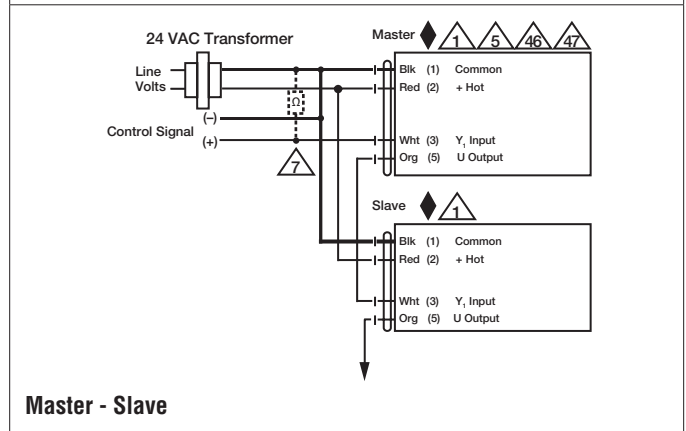 24 VAC Transformer
Line
Volts
Control Signal
(–)
(+)
Ω
7
Master 1 5 46 47
Blk (1) Common
Red (2) + Hot
Wht (3) Y₁ Input
Org (5) U Output
Slave 1
Blk (1) Common
Red (2) + Hot
Wht (3) Y₁ Input
Org (5) U Output
Master - Slave